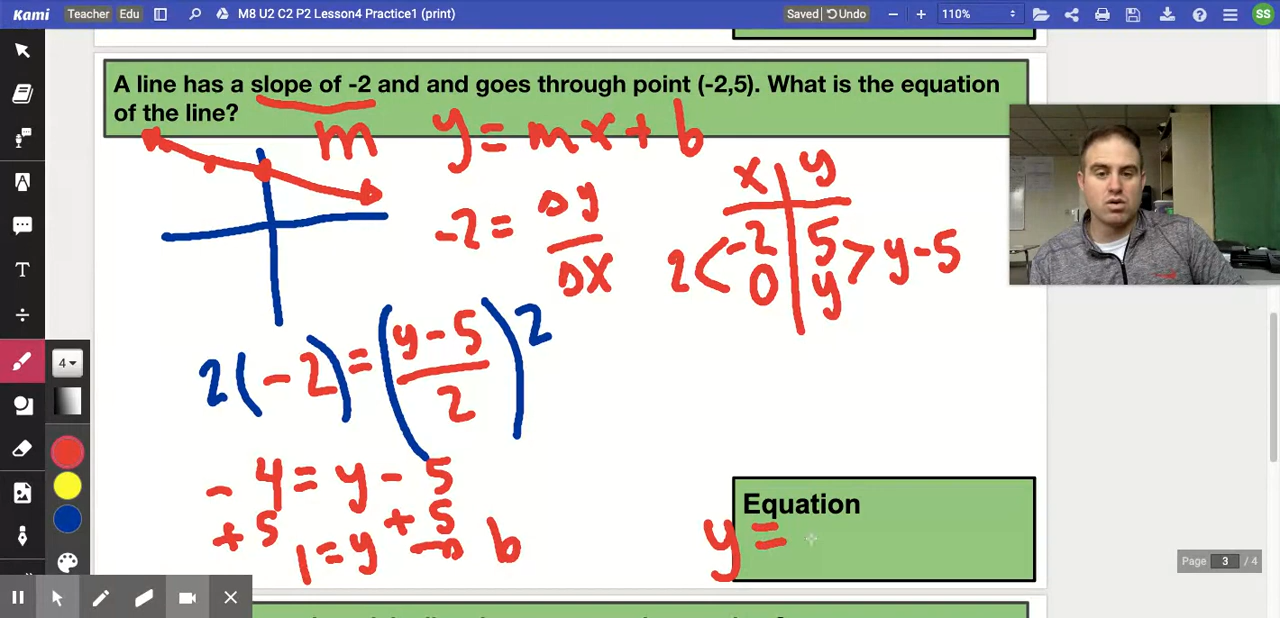 Kami Teacher Edu M8 U2 C2 P2 Lesson4 Practice1 (print) Saved Undo 110% SS
A line has a slope of -2 and and goes through point (-2,5). What is the equation
of the line?
m y = mx + b
x y
-2 = Δy/Δx
2 < -2 5 > y-5
0 y
2(-2) = (y-5/2)2
-4 = y - 5
+5 +5
1 = y → b
Equation
y =
4
T
Page 3 / 4